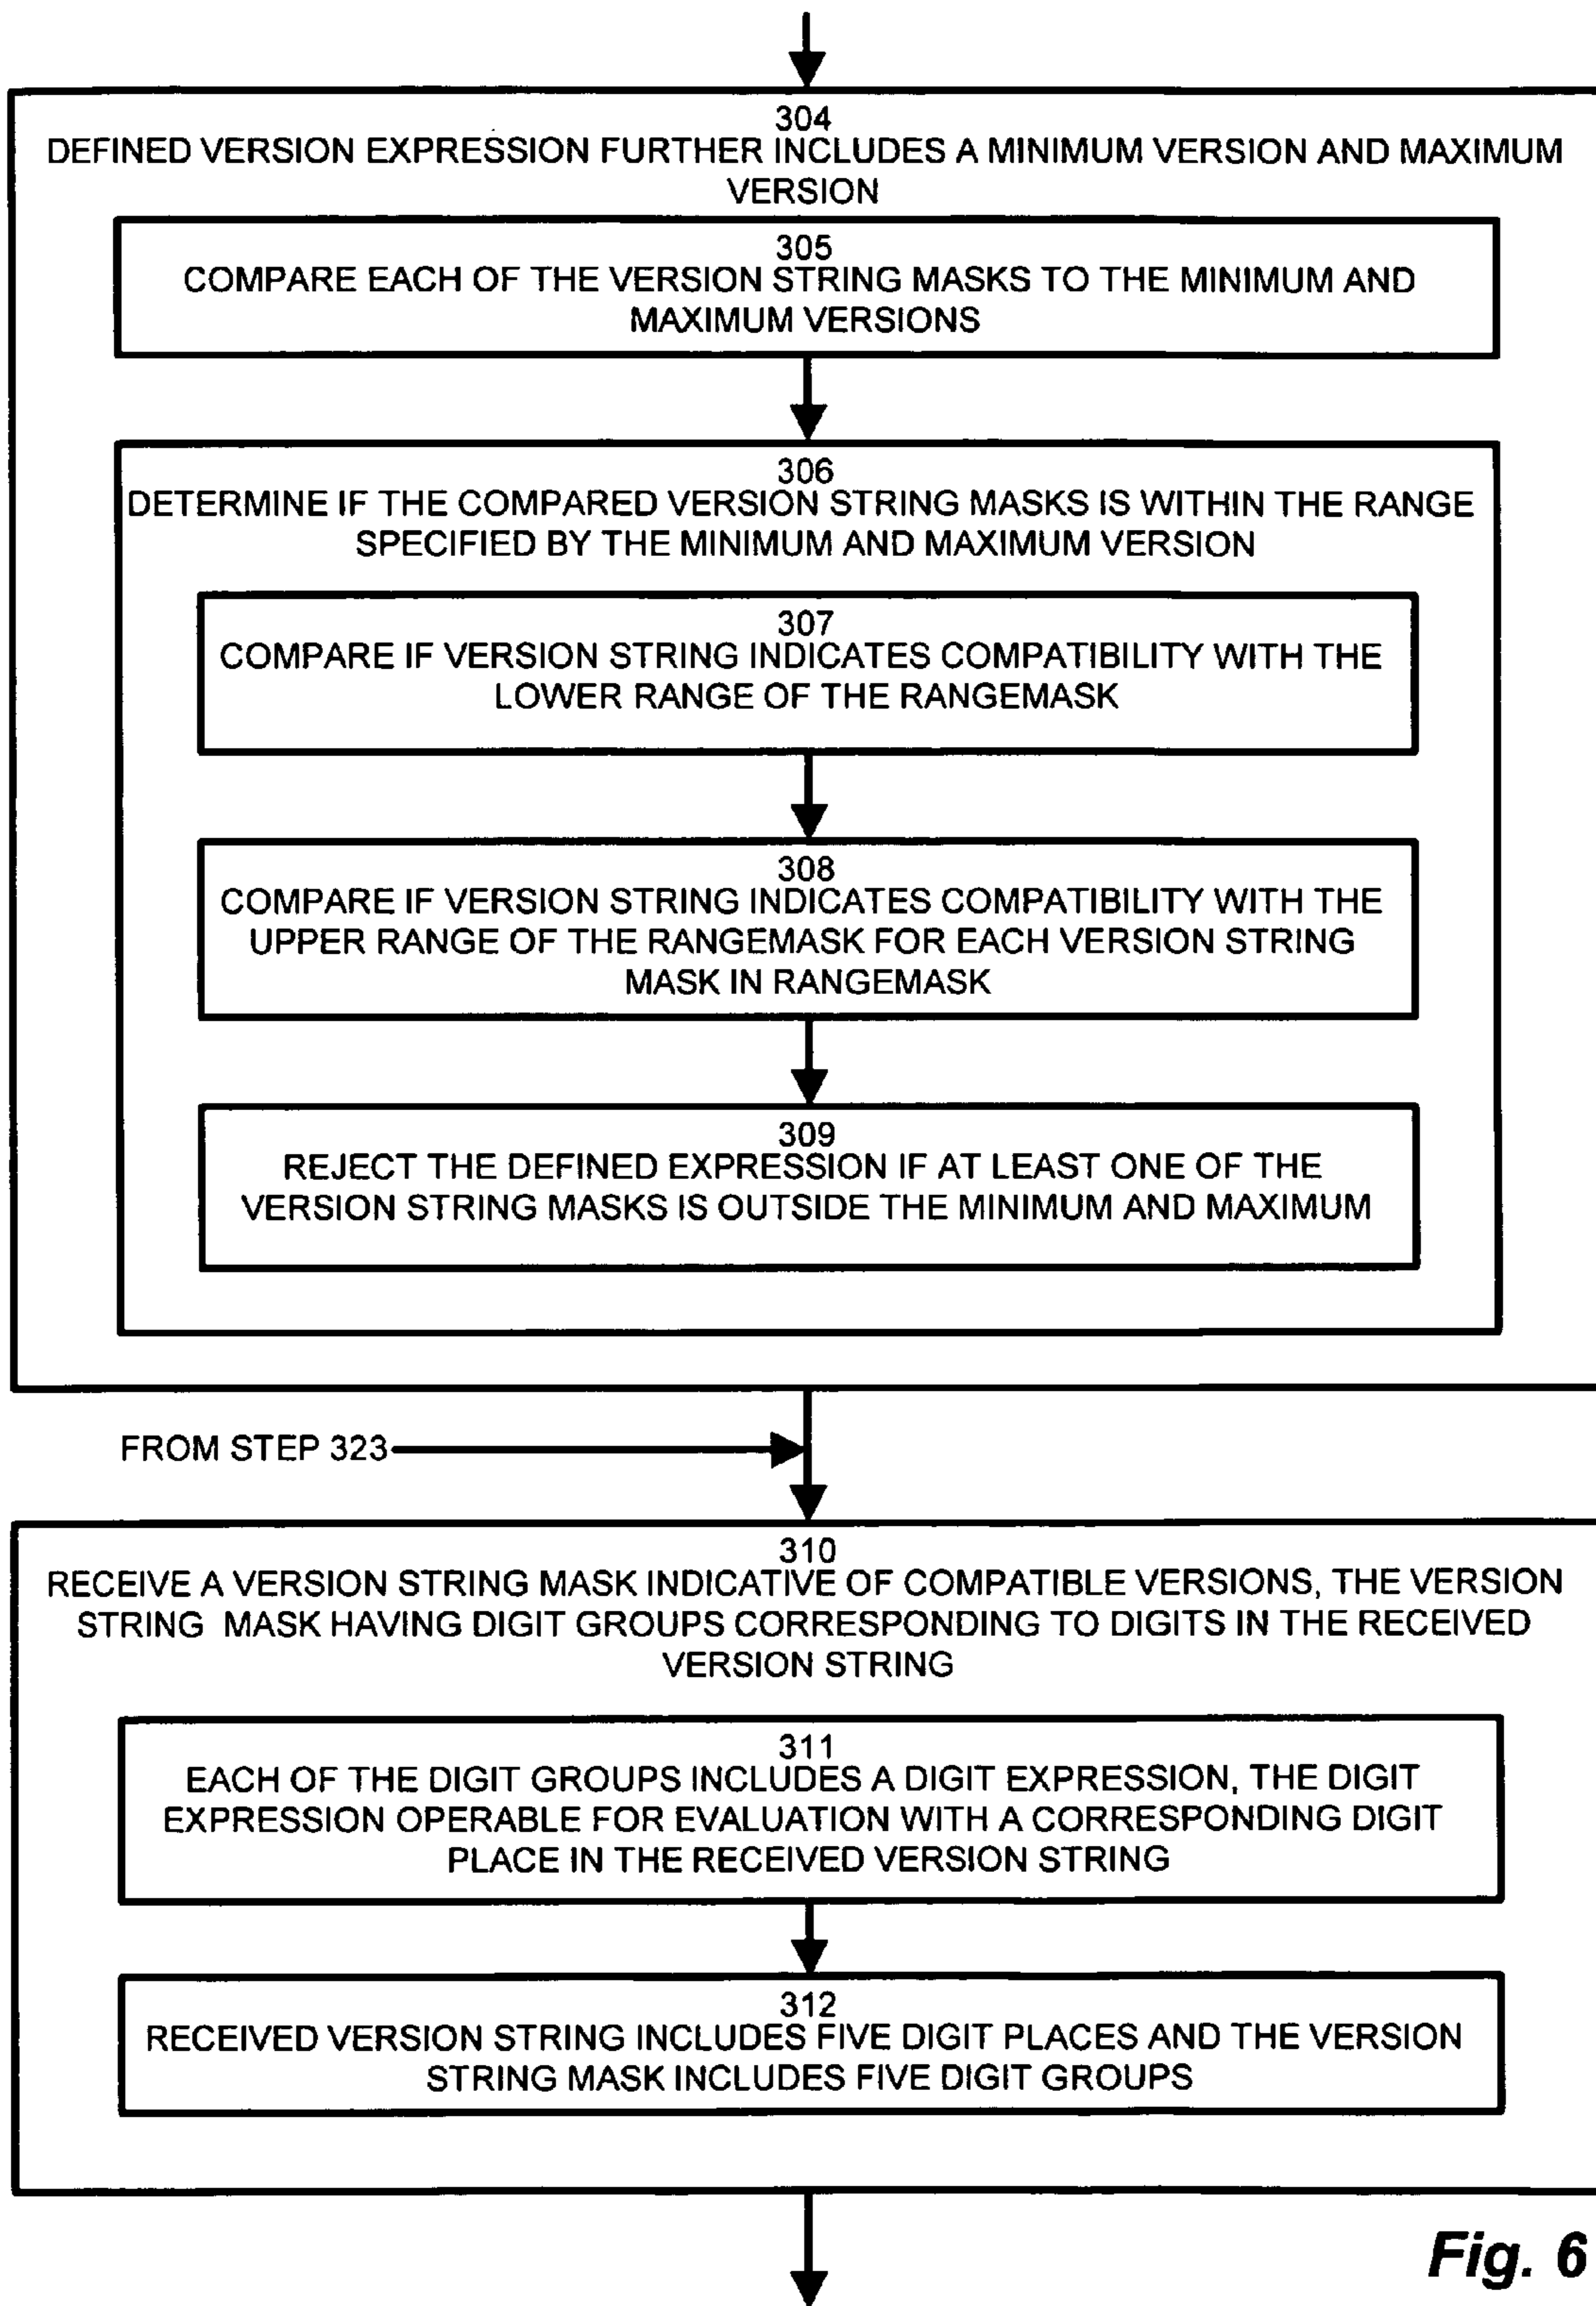 304
DEFINED VERSION EXPRESSION FURTHER INCLUDES A MINIMUM VERSION AND MAXIMUM
VERSION
305
COMPARE EACH OF THE VERSION STRING MASKS TO THE MINIMUM AND
MAXIMUM VERSIONS
306
DETERMINE IF THE COMPARED VERSION STRING MASKS IS WITHIN THE RANGE
SPECIFIED BY THE MINIMUM AND MAXIMUM VERSION
307
COMPARE IF VERSION STRING INDICATES COMPATIBILITY WITH THE
LOWER RANGE OF THE RANGEMASK
308
COMPARE IF VERSION STRING INDICATES COMPATIBILITY WITH THE
UPPER RANGE OF THE RANGEMASK FOR EACH VERSION STRING
MASK IN RANGEMASK
309
REJECT THE DEFINED EXPRESSION IF AT LEAST ONE OF THE
VERSION STRING MASKS IS OUTSIDE THE MINIMUM AND MAXIMUM
FROM STEP 323
310
RECEIVE A VERSION STRING MASK INDICATIVE OF COMPATIBLE VERSIONS, THE VERSION
STRING MASK HAVING DIGIT GROUPS CORRESPONDING TO DIGITS IN THE RECEIVED
VERSION STRING
311
EACH OF THE DIGIT GROUPS INCLUDES A DIGIT EXPRESSION, THE DIGIT
EXPRESSION OPERABLE FOR EVALUATION WITH A CORRESPONDING DIGIT
PLACE IN THE RECEIVED VERSION STRING
312
RECEIVED VERSION STRING INCLUDES FIVE DIGIT PLACES AND THE VERSION
STRING MASK INCLUDES FIVE DIGIT GROUPS
Fig. 6